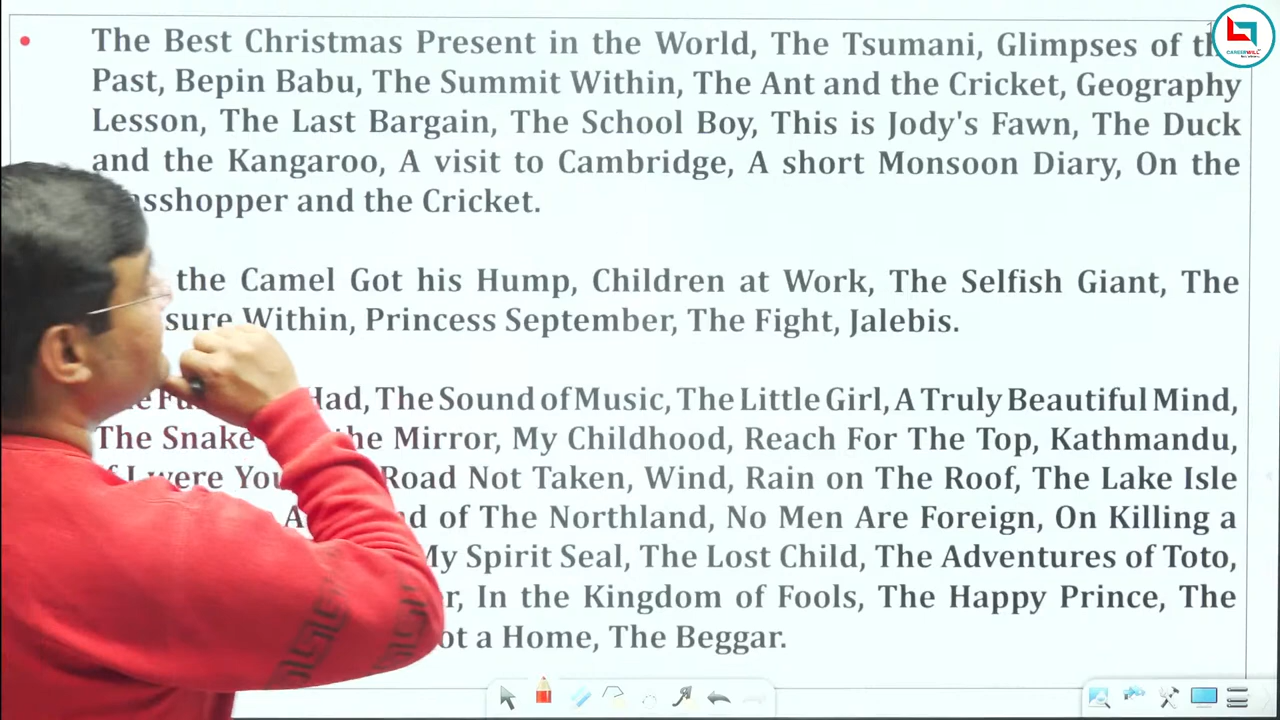 The Best Christmas Present in the World, The Tsumani, Glimpses of
Past, Bepin Babu, The Summit Within, The Ant and the Cricket, Geography
Lesson, The Last Bargain, The School Boy, This is Jody's Fawn, The Duck
and the Kangaroo, A visit to Cambridge, A short Monsoon Diary, On the
and the Cricket.
the Camel Got his Hump, Children at Work, The Selfish Giant, The
Within, Princess September, The Fight, Jalebis.
Had, The Sound of Music, The Little Girl, A Truly Beautiful Mind,
The Snake the Mirror, My Childhood, Reach For The Top, Kathmandu,
I were Road Not Taken, Wind, Rain on The Roof, The Lake Isle
of The Northland, No Men Are Foreign, On Killing a
My Spirit Seal, The Lost Child, The Adventures of Toto,
In the Kingdom of Fools, The Happy Prince, The
a Home, The Beggar.
CAREERWILL